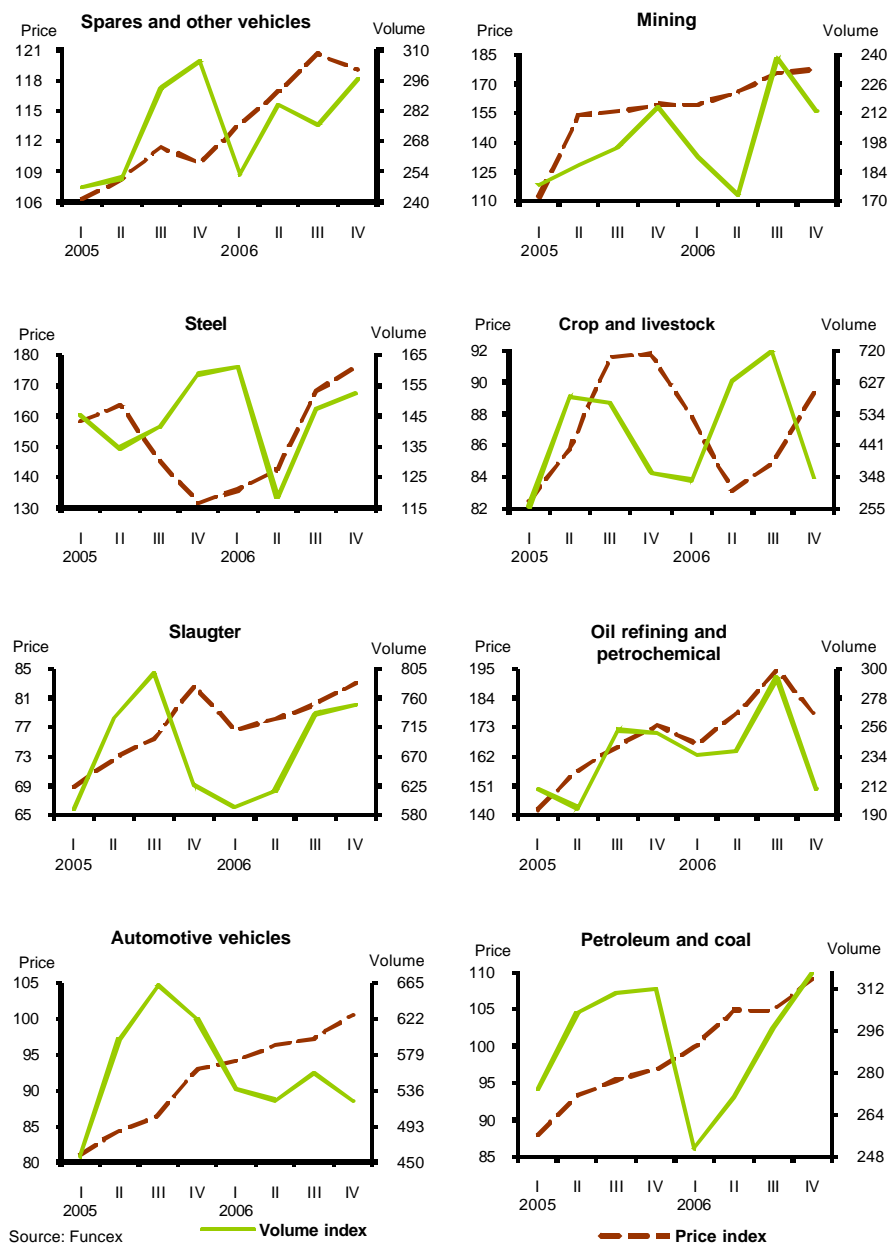 Spares and other vehicles
Price
Volume
121
118
115
112
109
106
310
296
282
268
254
240
I II III IV I II III IV
2005 2006
Mining
Price
Volume
185
170
155
140
125
110
240
226
212
198
184
170
I II III IV I II III IV
2005 2006
Steel
Price
Volume
180
170
160
150
140
130
165
155
145
135
125
115
I II III IV I II III IV
2005 2006
Crop and livestock
Price
Volume
92
90
88
86
84
82
720
627
534
441
348
255
I II III IV I II III IV
2005 2006
Slaugter
Price
Volume
85
81
77
73
69
65
805
760
715
670
625
580
I II III IV I II III IV
2005 2006
Oil refining and
petrochemical
Price
Volume
195
184
173
162
151
140
300
278
256
234
212
190
I II III IV I II III IV
2005 2006
Automotive vehicles
Price
Volume
105
100
95
90
85
80
665
622
579
536
493
450
I II III IV I II III IV
2005 2006
Petroleum and coal
Price
Volume
110
105
100
95
90
85
312
296
280
264
248
I II III IV I II III IV
2005 2006
Source: Funcex
Volume index
Price index